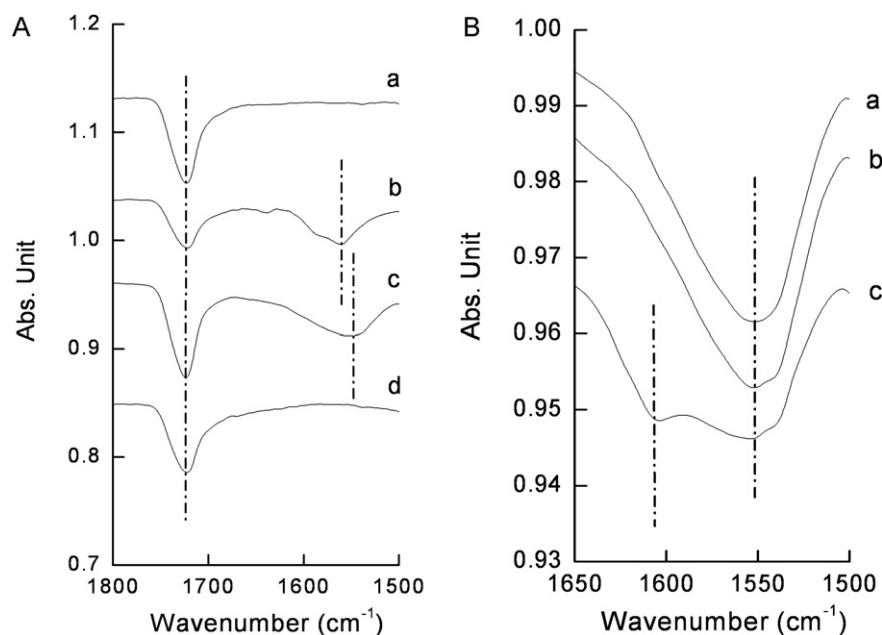 A
1.2
1.1
1.0
0.9
0.8
0.7
Abs. Unit
a
b
c
d
1800
1700
1600
1500
Wavenumber (cm⁻¹)
B
1.00
0.99
0.98
0.97
0.96
0.95
0.94
0.93
Abs. Unit
a
b
c
1650
1600
1550
1500
Wavenumber (cm⁻¹)